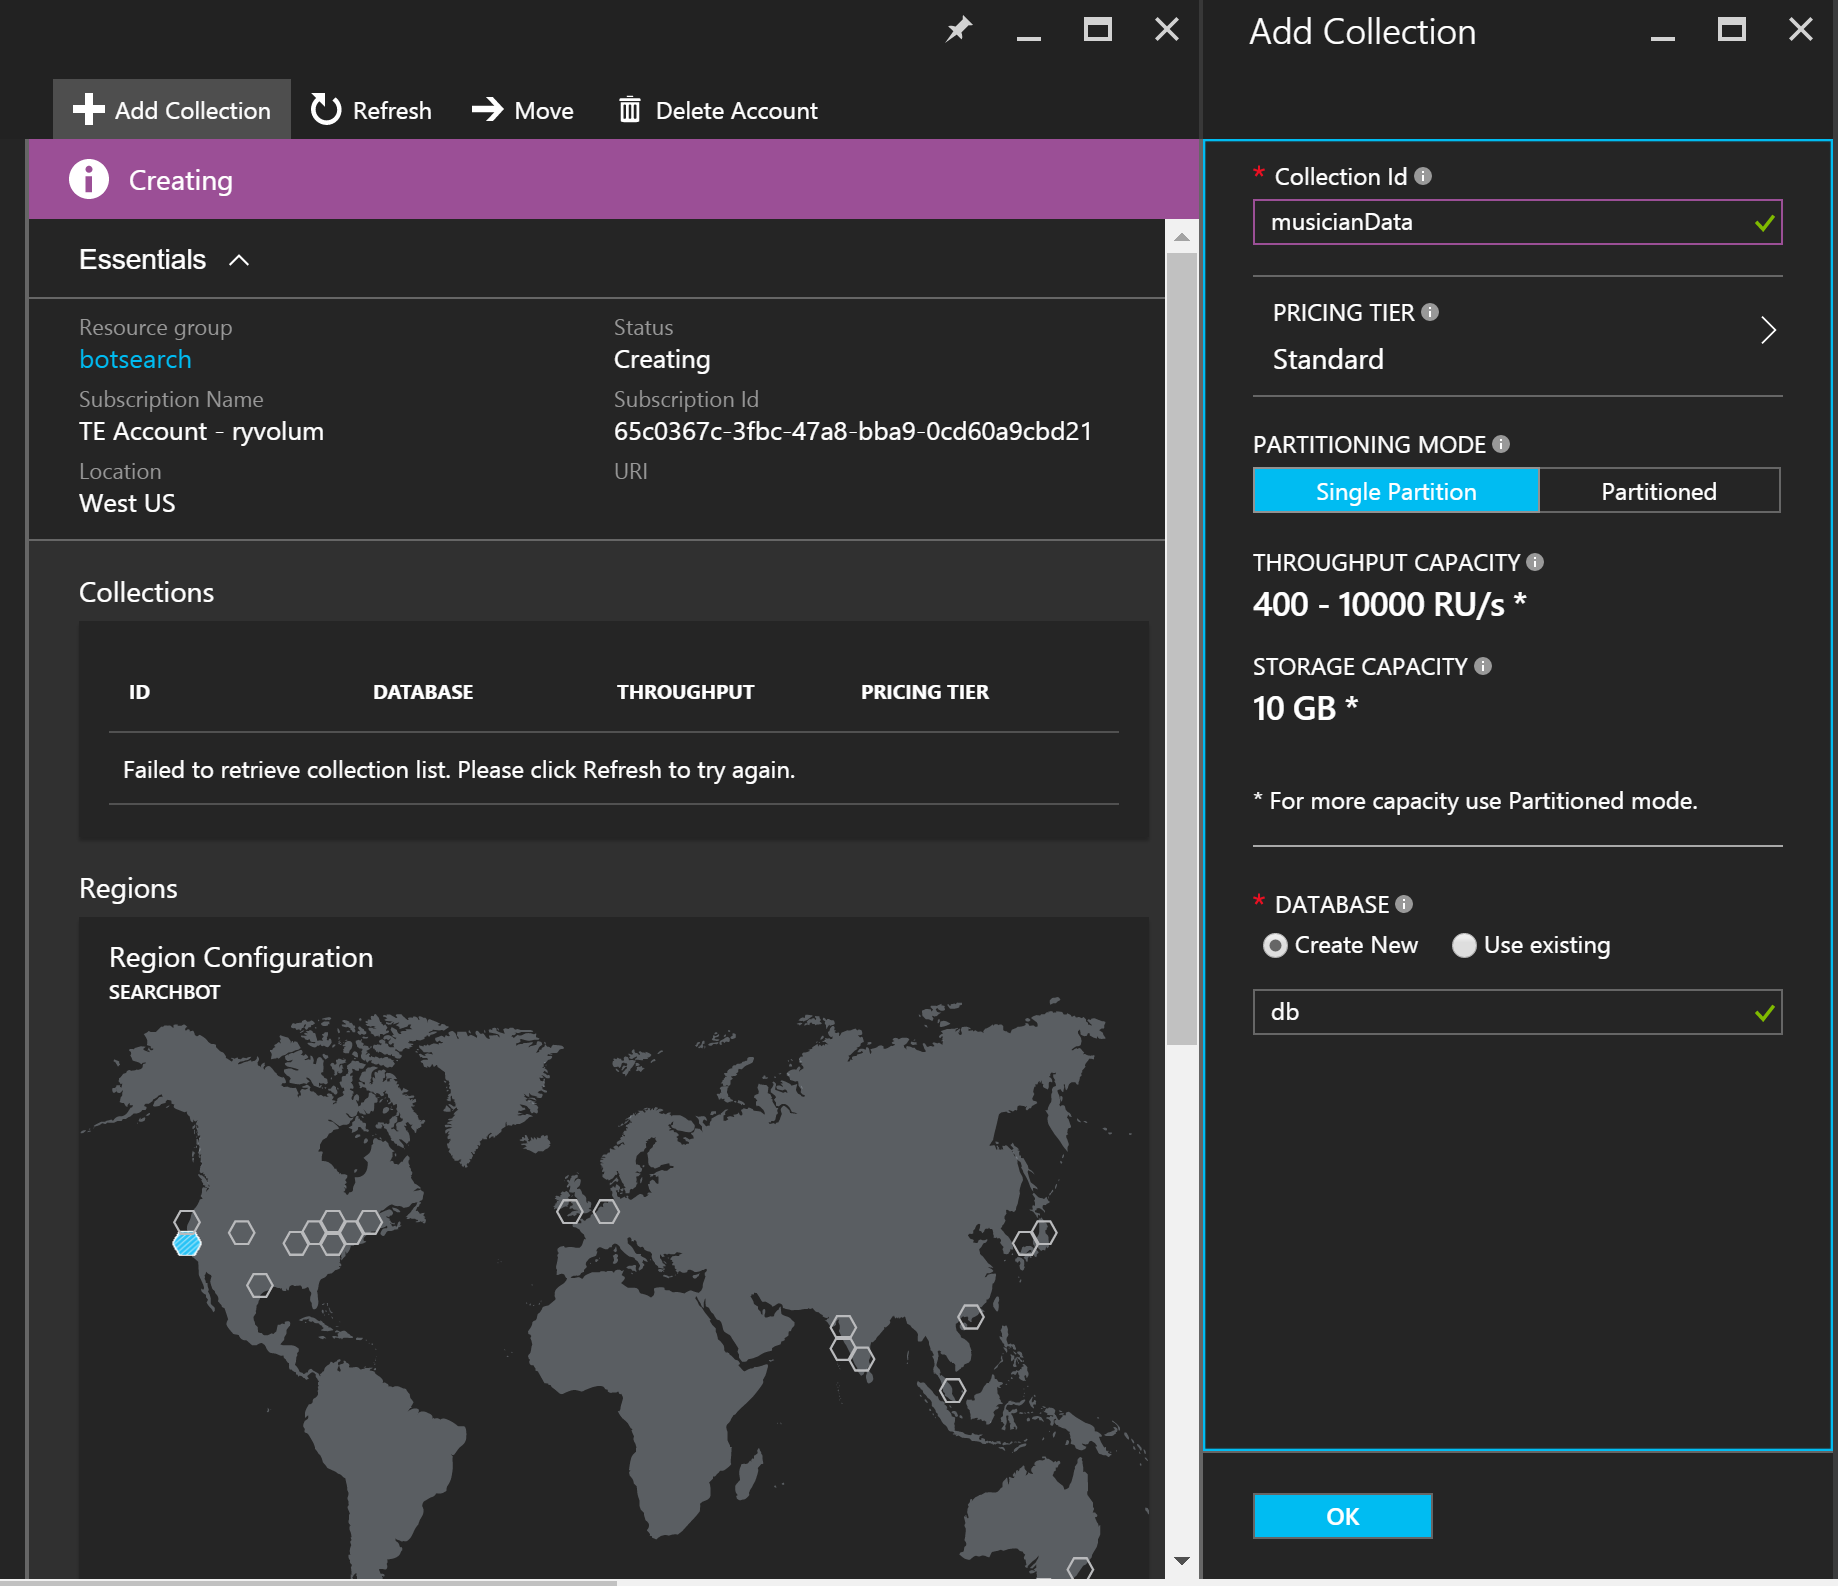 Add Collection
Refresh
Move
Delete Account
Creating
Essentials
Resource group
botsearch
Status
Creating
Subscription Name
TE Account - ryvolum
Subscription Id
65c0367c-3fbc-47a8-bba9-0cd60a9cbd21
Location
West US
URI
Collections
ID DATABASE THROUGHPUT PRICING TIER
Failed to retrieve collection list. Please click Refresh to try again.
Regions
Region Configuration
SEARCHBOT
Add Collection
* Collection Id
musicianData
PRICING TIER
Standard
PARTITIONING MODE
Single Partition
Partitioned
THROUGHPUT CAPACITY
400 - 10000 RU/s *
STORAGE CAPACITY
10 GB *
* For more capacity use Partitioned mode.
* DATABASE
Create New
Use existing
db
OK